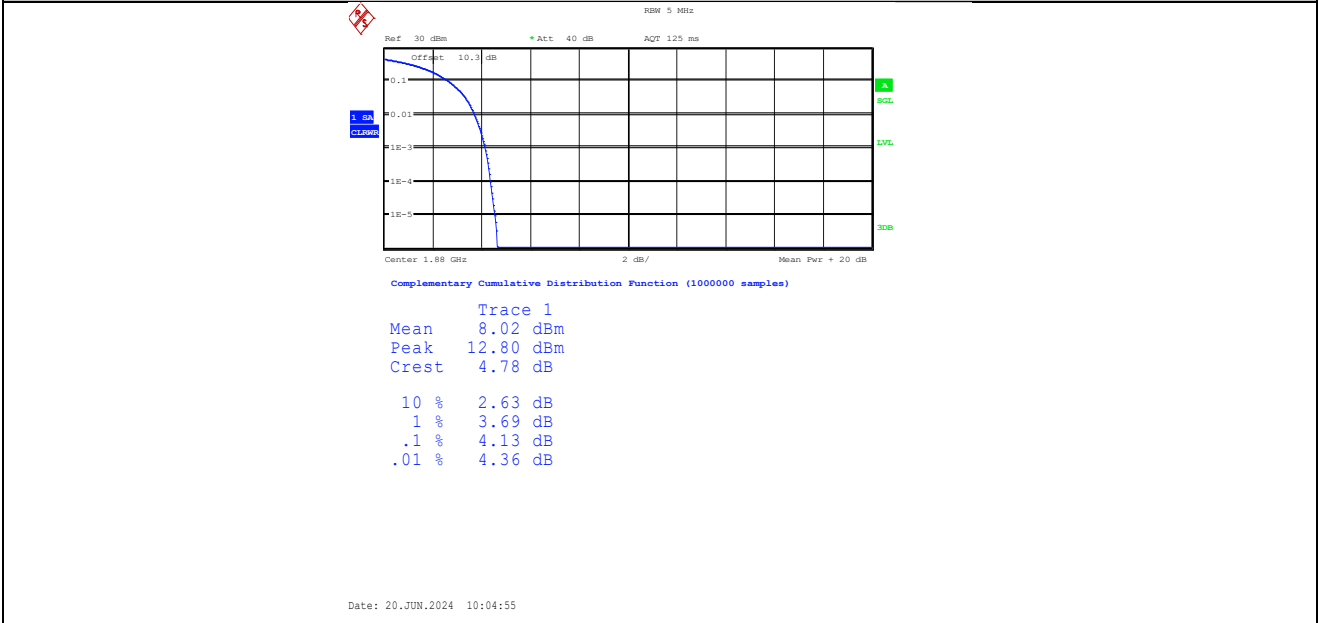 RBW 5 MHz
Ref 30 dBm * Att 40 dB AQT 125 ms
Offset 10.3 dB
0.1
A
SGL
0.01
1 SA
CLRWR
1E-3
LVL
1E-4
1E-5
3DB
Center 1.88 GHz 2 dB/ Mean Pwr + 20 dB
Complementary Cumulative Distribution Function (1000000 samples)
Trace 1
Mean 8.02 dBm
Peak 12.80 dBm
Crest 4.78 dB
10 % 2.63 dB
1 % 3.69 dB
.1 % 4.13 dB
.01 % 4.36 dB
Date: 20.JUN.2024 10:04:55